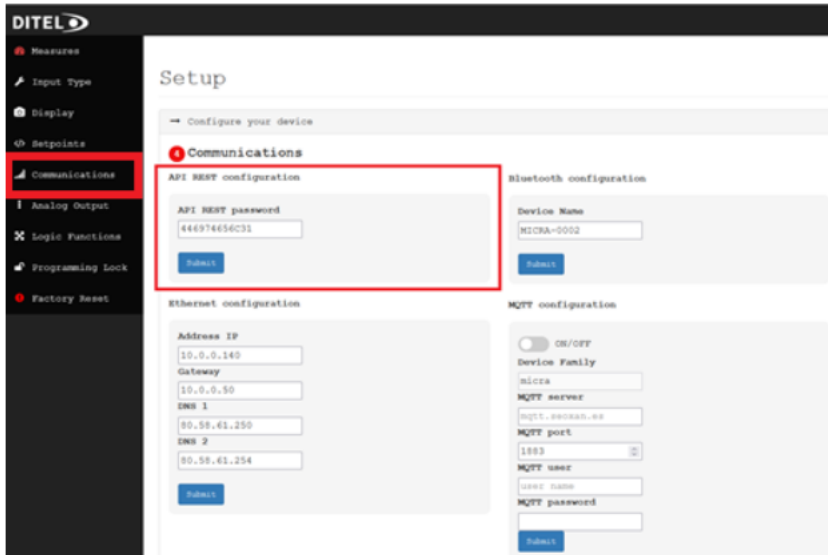 DITEL
Measures
Input Type
Display
Setpoints
Communications
Analog Output
Logic Functions
Programming Lock
Factory Reset
Setup
→ Configure your device
4 Communications
API REST configuration
API REST password
446974656C31
Submit
Bluetooth configuration
Device Name
MICRA-0002
Submit
Ethernet configuration
Address IP
10.0.0.140
Gateway
10.0.0.50
DNS 1
80.58.61.250
DNS 2
80.58.61.254
Submit
MQTT configuration
ON/OFF
Device Family
micra
MQTT server
mqtt.seoxan.es
MQTT port
1883
MQTT user
user name
MQTT password
Submit